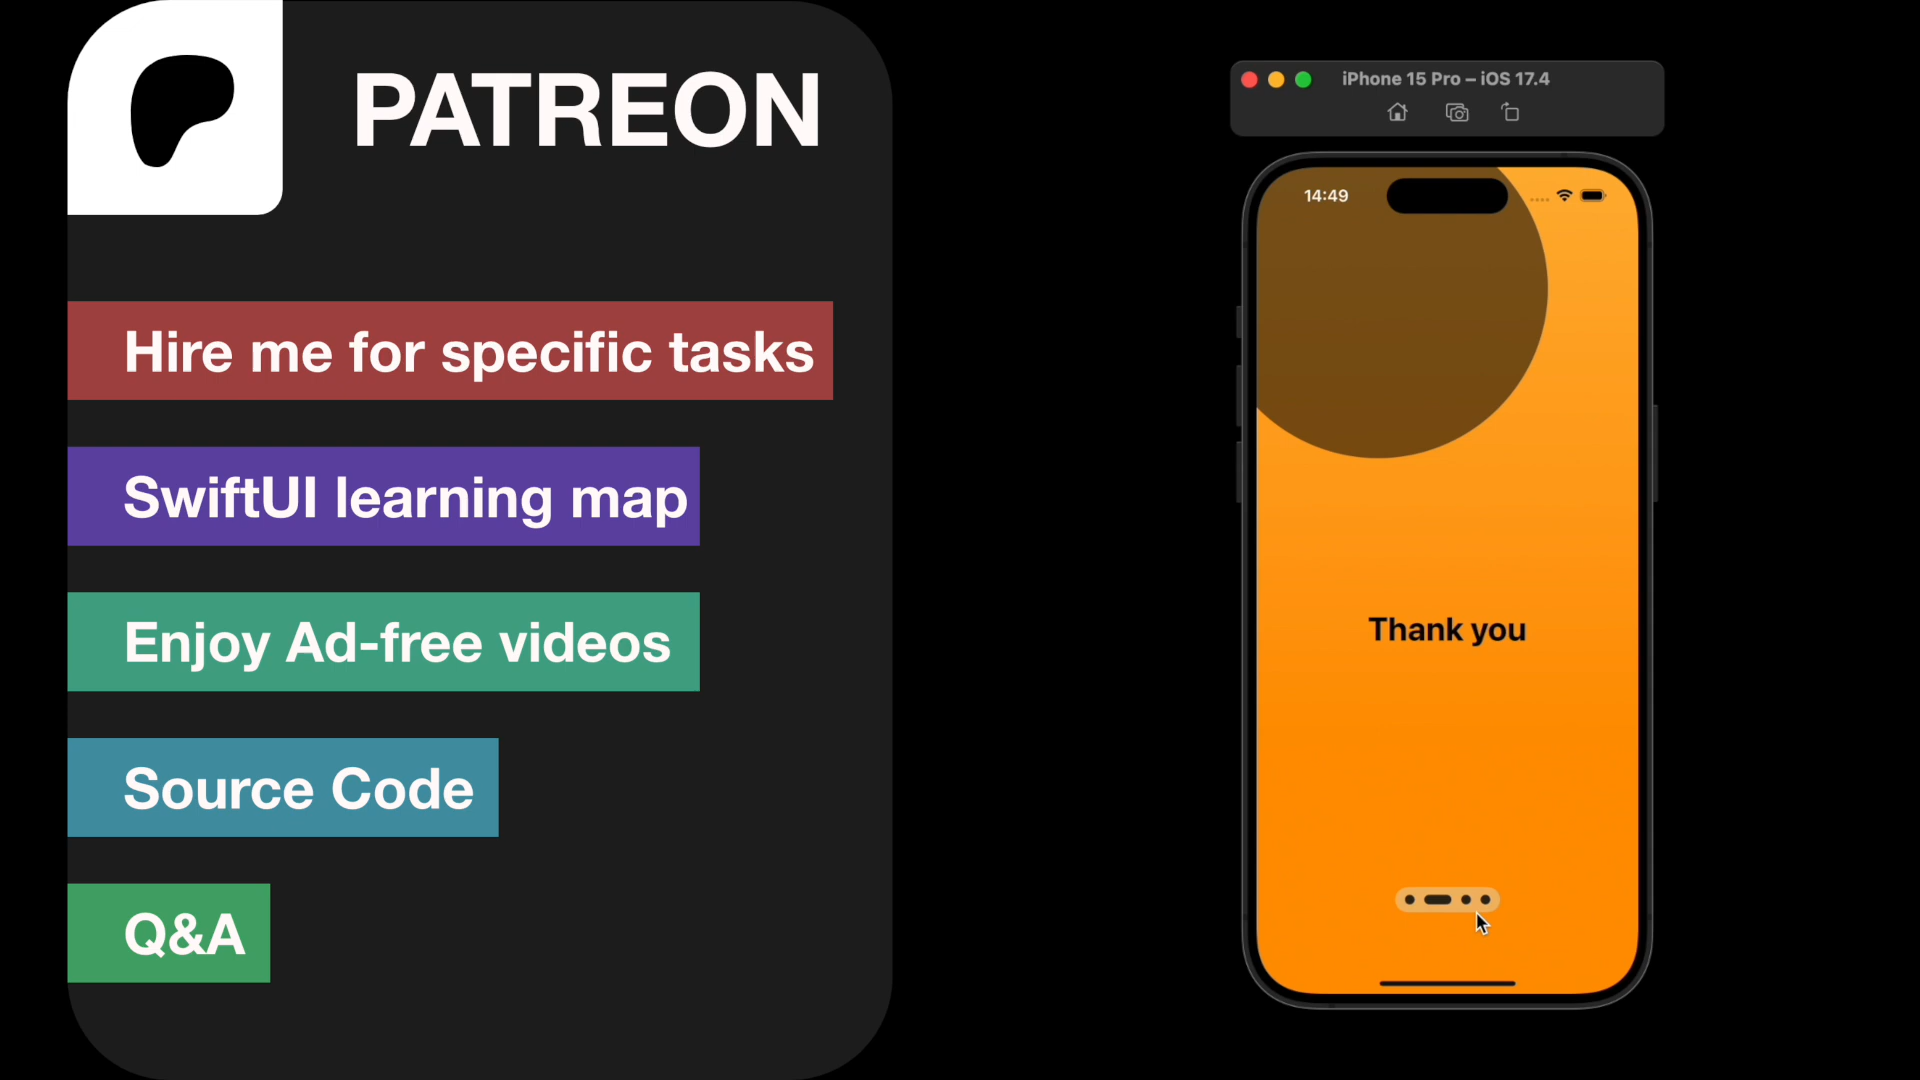 PATREON
Hire me for specific tasks
SwiftUI learning map
Enjoy Ad-free videos
Source Code
Q&A
iPhone 15 Pro – iOS 17.4
14:49
Thank you